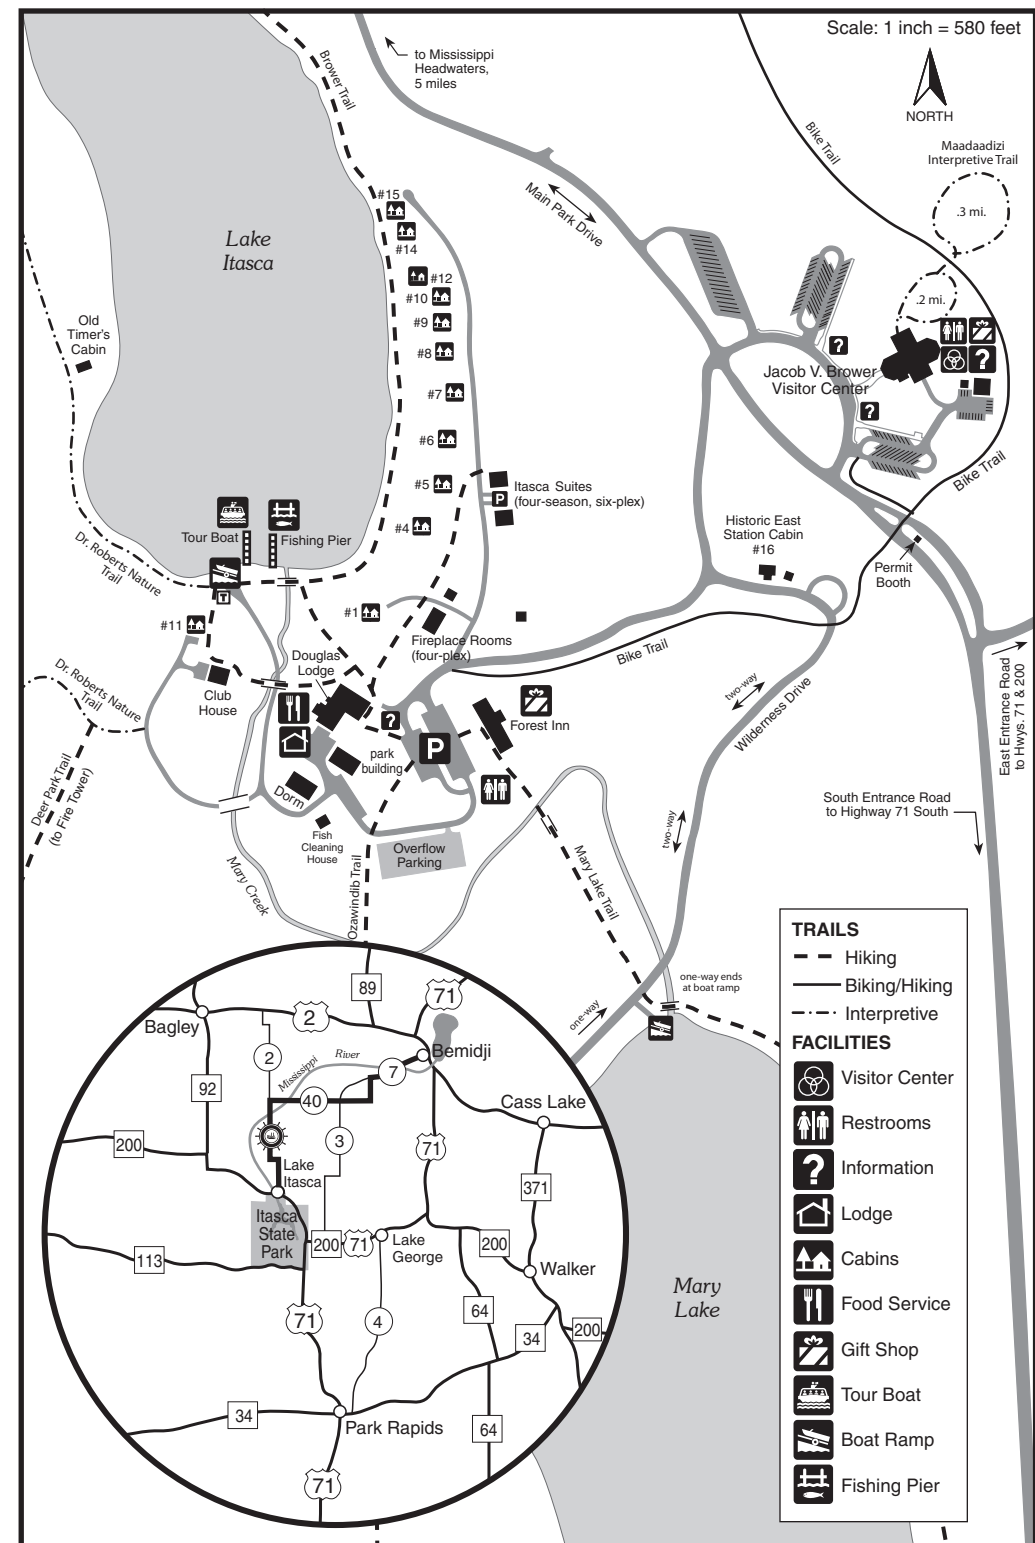 Scale: 1 inch = 580 feet
NORTH
to Mississippi
Headwaters,
5 miles
Brower Trail
Bike Trail
Maadaadizi
Interpretive Trail
.3 mi.
.2 mi.
Main Park Drive
Lake
Itasca
#15
#14
#12
#10
#9
#8
#7
#6
#5
#4
Old
Timer's
Cabin
?
Jacob V. Brower
Visitor Center
?
?
Bike Trail
Itasca Suites
(four-season, six-plex)
P
Historic East
Station Cabin
#16
Permit
Booth
Tour Boat
Fishing Pier
Dr. Roberts Nature
Trail
T
#11
#1
Fireplace Rooms
(four-plex)
Bike Trail
Douglas
Lodge
Club
House
Dr. Roberts Nature
Trail
Deer Park Trail
(to Fire Tower)
?
P
park
building
Forest Inn
Dorm
Fish
Cleaning
House
Overflow
Parking
two-way
Wilderness Drive
two-way
East Entrance Road
to Hwys. 71 & 200
South Entrance Road
to Highway 71 South
Mary Creek
Ozawindib Trail
Mary Lake Trail
one-way ends
at boat ramp
one-way
Mary
Lake
89
71
Bagley
2
Bemidji
2
Mississippi
River
7
92
40
Cass Lake
3
200
71
Lake
Itasca
371
Itasca
State
Park
200
71
Lake
George
200
113
Walker
71
4
64
34
200
34
Park Rapids
64
71
TRAILS
Hiking
Biking/Hiking
Interpretive
FACILITIES
Visitor Center
Restrooms
?
Information
Lodge
Cabins
Food Service
Gift Shop
Tour Boat
Boat Ramp
Fishing Pier